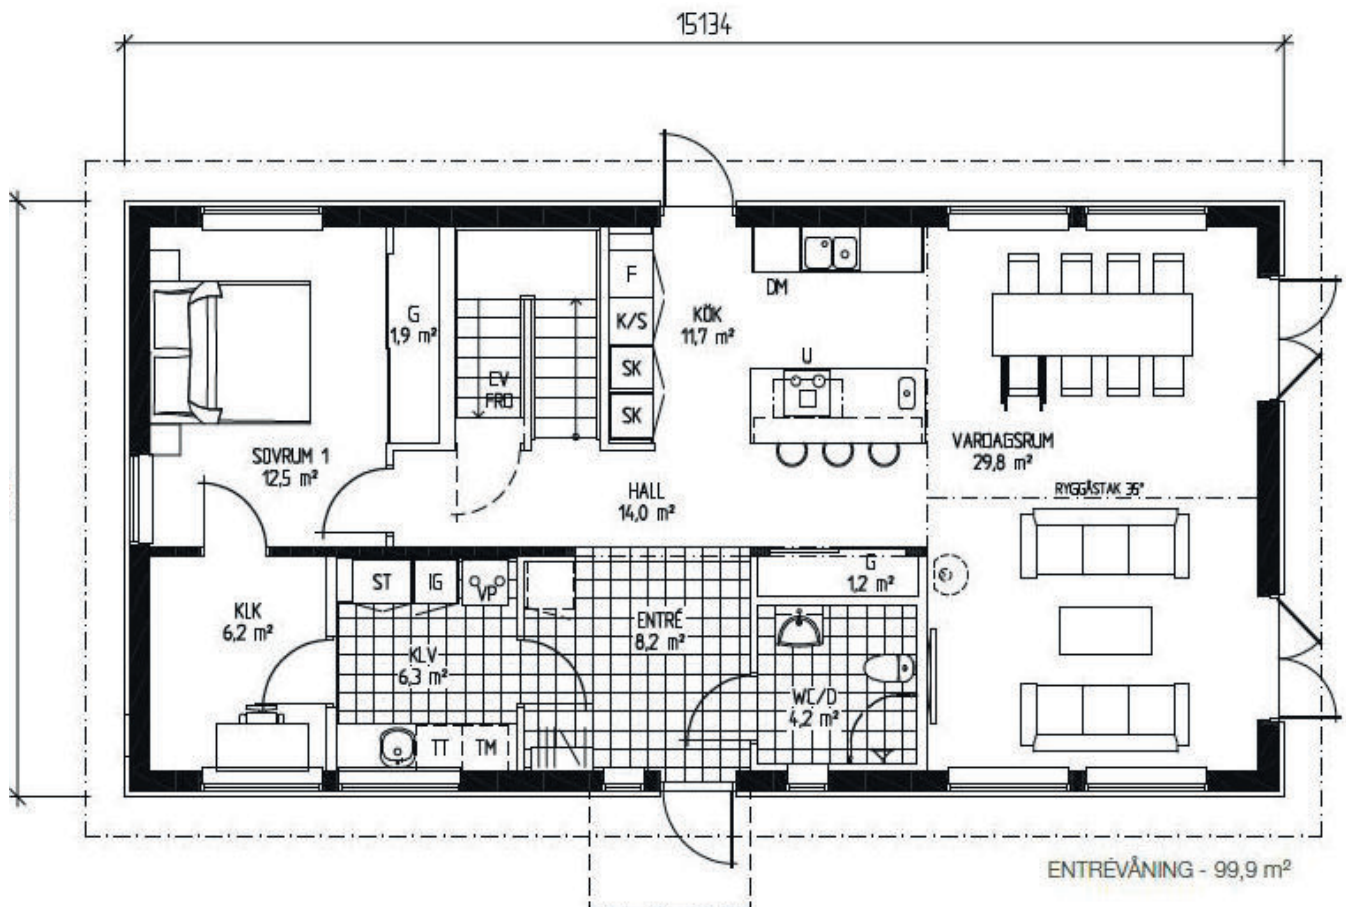 15134
F
K/S
SK
SK
G
1,9 m²
EV
FRD
KÖK
11,7 m²
DM
U
VARDAGSRUM
29,8 m²
RYGGÅSTAK 36°
SOVRUM 1
12,5 m²
HALL
14,0 m²
ST
IG
VP
G
1,2 m²
KLK
6,2 m²
KLV
6,3 m²
ENTRÉ
8,2 m²
WC/D
4,2 m²
TT
TM
ENTRÉVÅNING - 99,9 m²